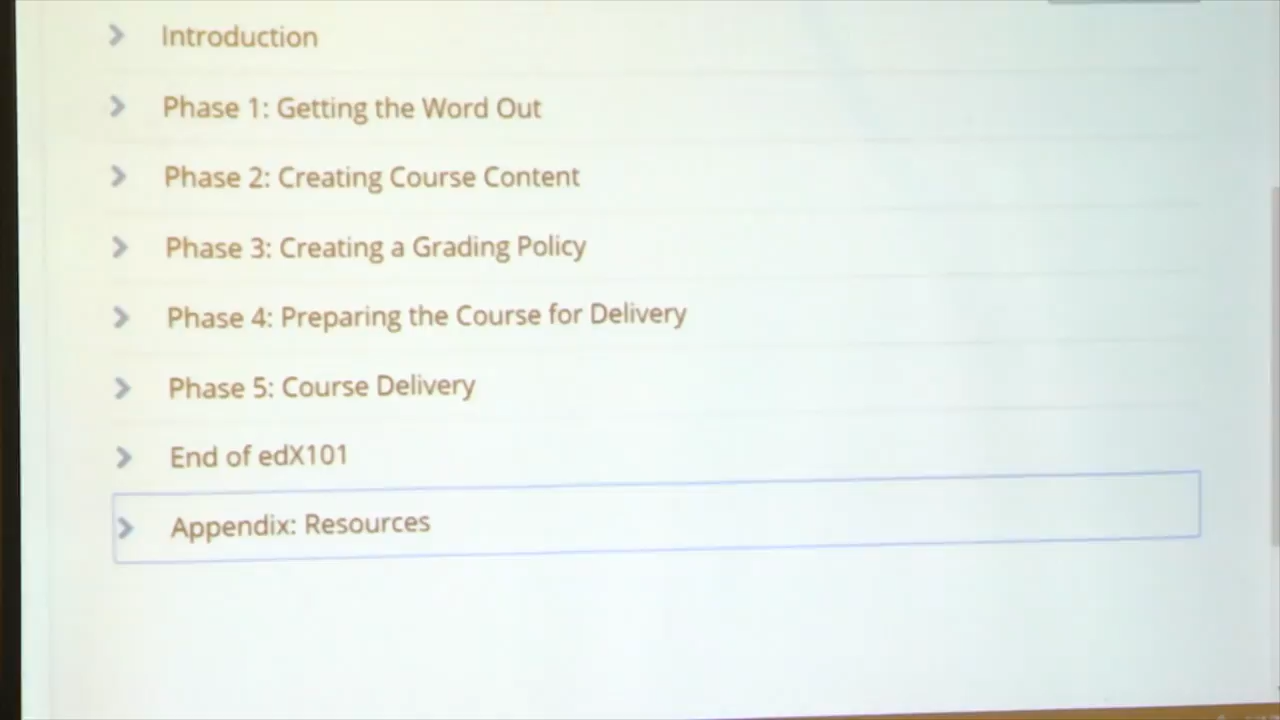 Introduction
Phase 1: Getting the Word Out
Phase 2: Creating Course Content
Phase 3: Creating a Grading Policy
Phase 4: Preparing the Course for Delivery
Phase 5: Course Delivery
End of edX101
Appendix: Resources